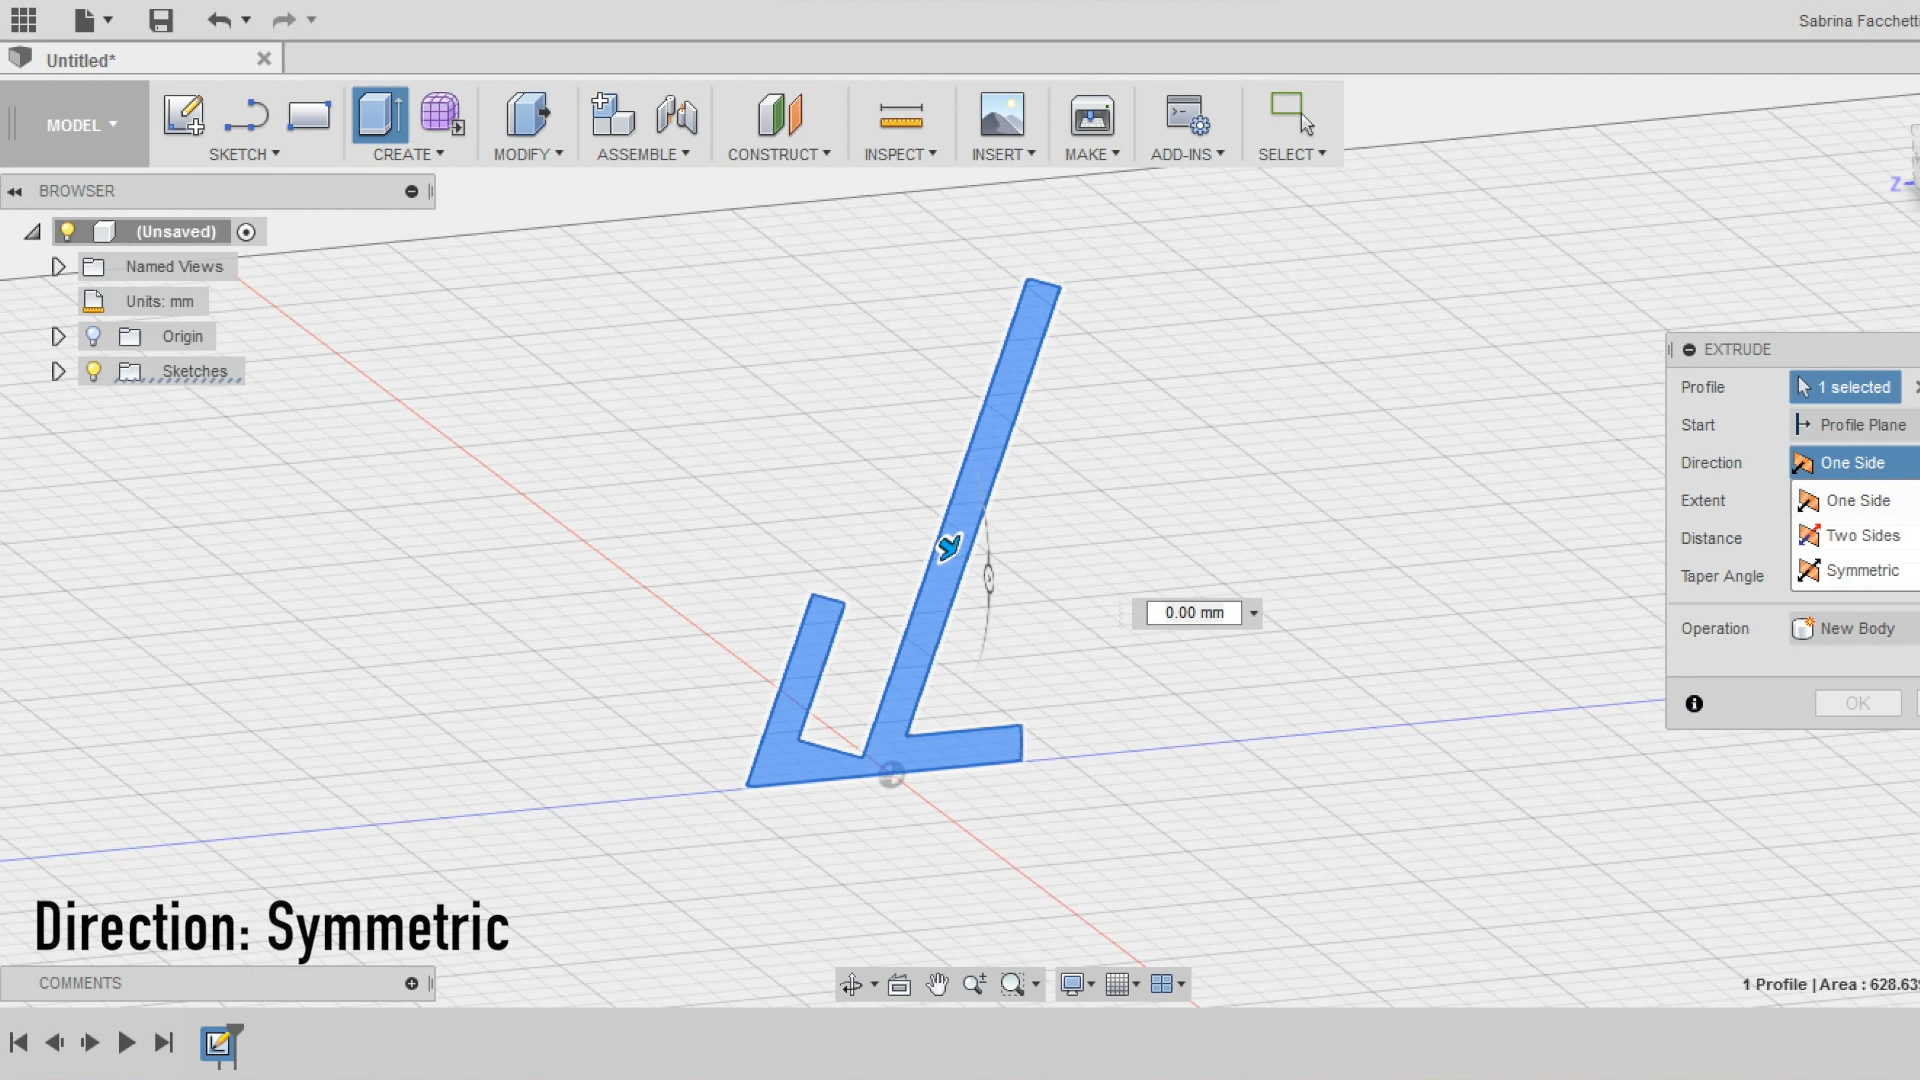 Sabrina Facchetti
Untitled*
MODEL
SKETCH
CREATE
MODIFY
ASSEMBLE
CONSTRUCT
INSPECT
INSERT
MAKE
ADD-INS
SELECT
BROWSER
(Unsaved)
Named Views
Units: mm
Origin
Sketches
Z
EXTRUDE
Profile
1 selected
Start
Profile Plane
Direction
One Side
Extent
One Side
Distance
Two Sides
Taper Angle
Symmetric
0.00 mm
Operation
New Body
OK
Direction: Symmetric
COMMENTS
1 Profile | Area : 628.63